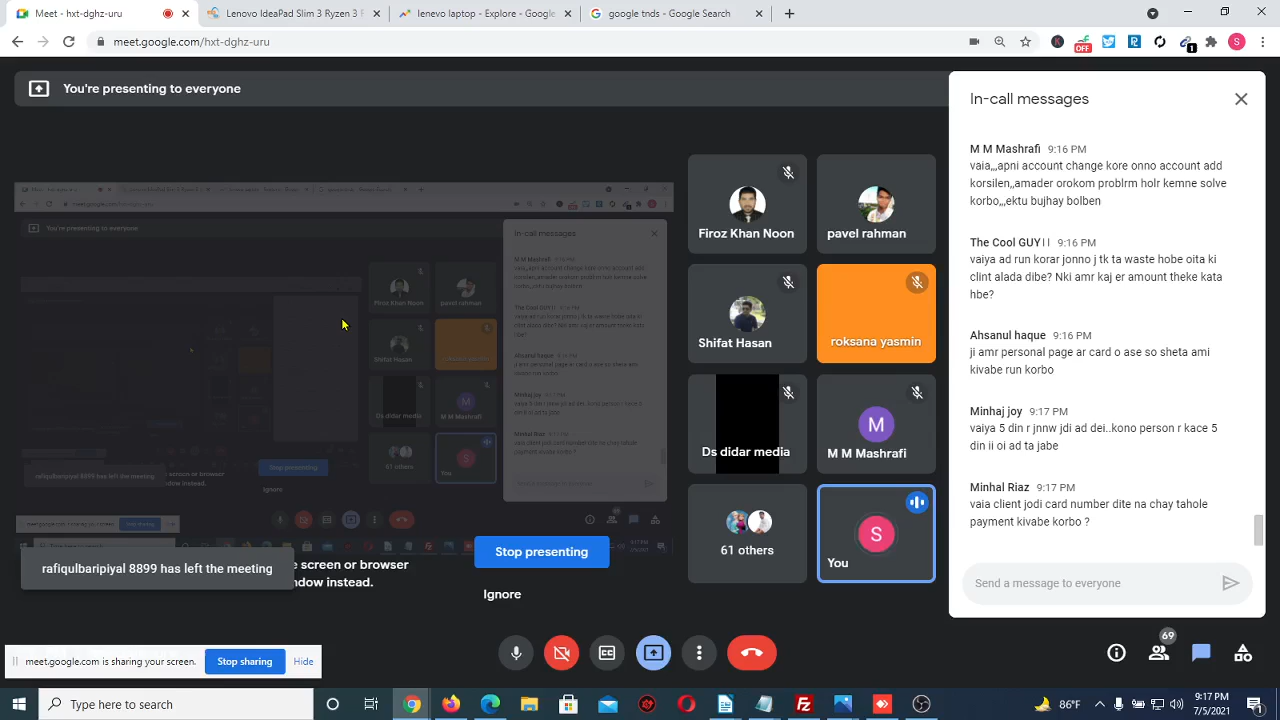 Meet - hxt-dghz-uru
Lenovo IdeaPad Slim 3 Ryzen 3
lenevo laptop - Explore - Google
google tnds - Google Search
meet.google.com/hxt-dghz-uru
OFF
1
S
You're presenting to everyone
In-call messages
M M Mashrafi 9:16 PM
vaia,,,apni account change kore onno account add
korsilen,,amader orokom problrm holr kemne solve
korbo,,,ektu bujhay bolben
The Cool GUY 9:16 PM
vaiya ad run korar jonno j tk ta waste hobe oita ki
clint alada dibe? Nki amr kaj er amount theke kata
hbe?
Ahsanul haque 9:16 PM
ji amr personal page ar card o ase so sheta ami
kivabe run korbo
Minhaj joy 9:17 PM
vaiya 5 din r jnnw jdi ad dei..kono person r kace 5
din ii oi ad ta jabe
Minhal Riaz 9:17 PM
vaia client jodi card number dite na chay tahole
payment kivabe korbo ?
Send a message to everyone
Firoz Khan Noon
pavel rahman
Shifat Hasan
roksana yasmin
Ds didar media
M
M M Mashrafi
61 others
S
You
rafiqulbaripiyal 8899 has left the meeting
e screen or browser
ndow instead.
Stop presenting
Ignore
meet.google.com is sharing your screen.
Stop sharing
Hide
69
Type here to search
86°F
9:17 PM
7/5/2021